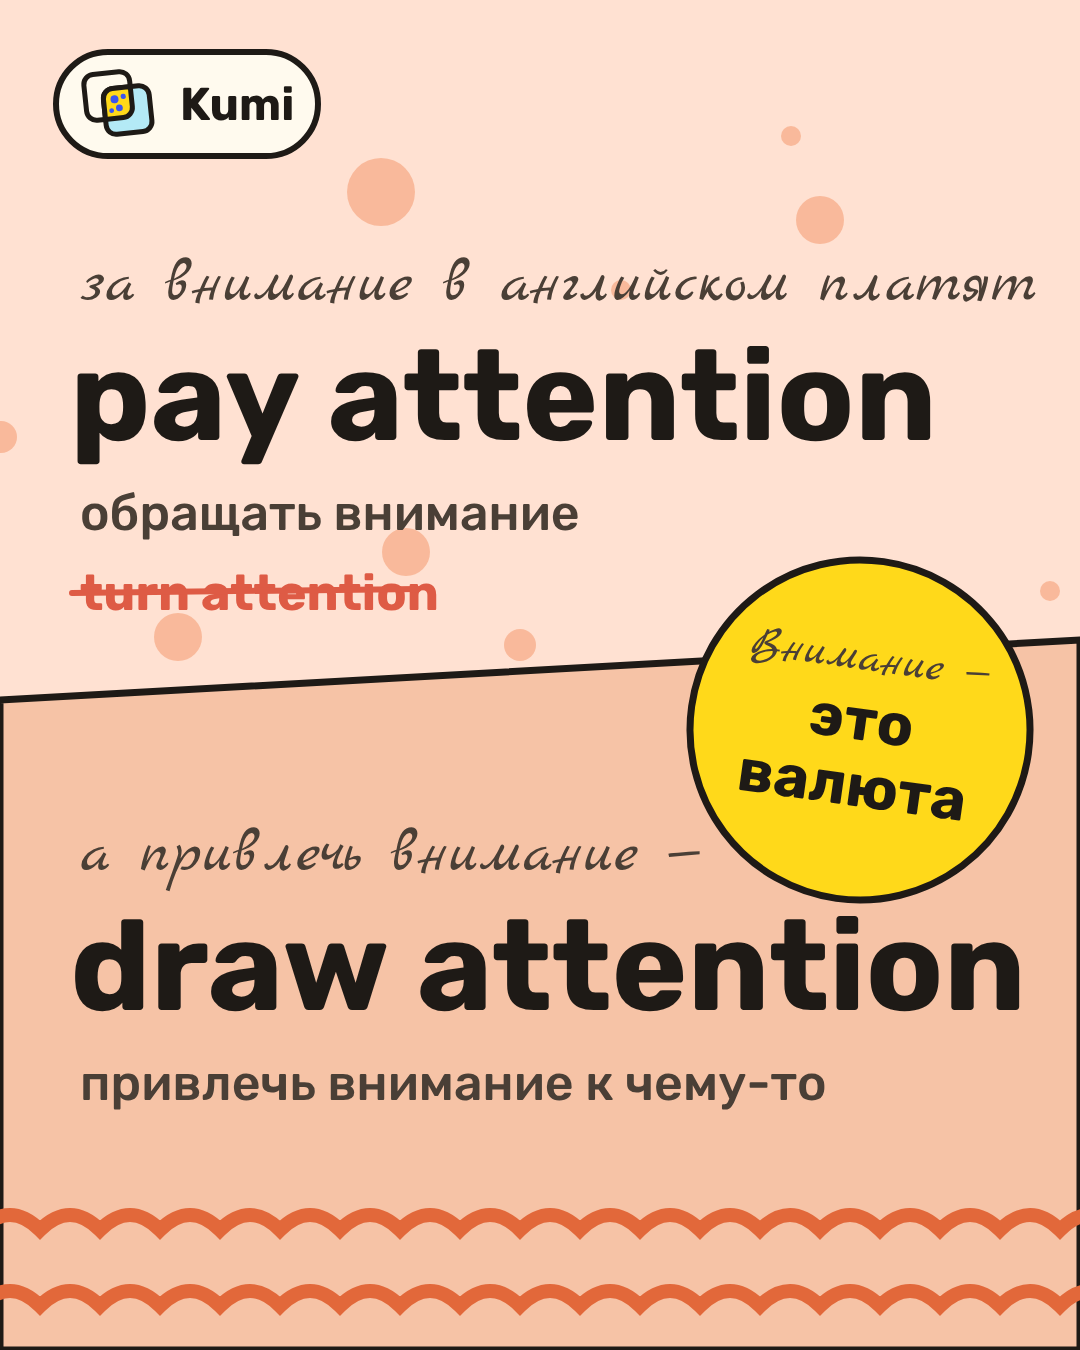 Kumi
за внимание в английском платят
pay attention
обращать внимание
turn attention
Внимание —
это
валюта
а привлечь внимание —
draw attention
привлечь внимание к чему-то